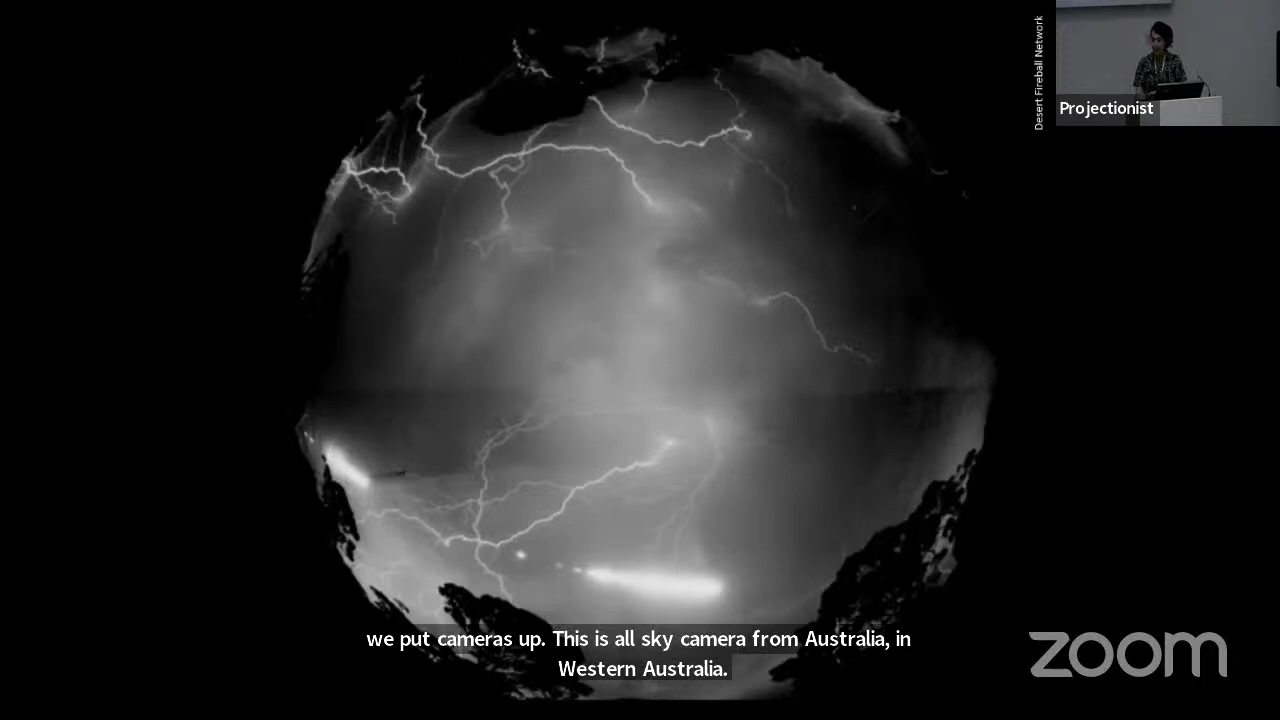 Desert Fireball Network
Projectionist
we put cameras up. This is all sky camera from Australia, in
Western Australia.
zoom